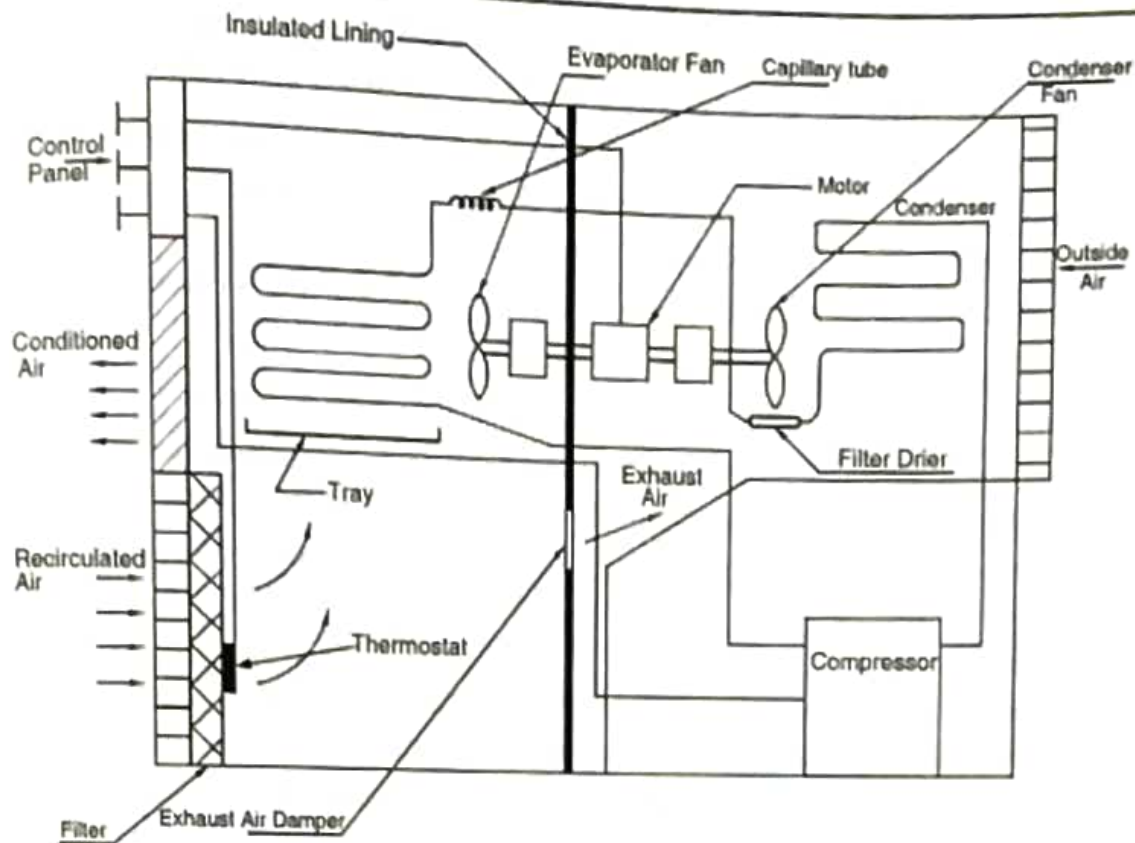 Insulated Lining
Evaporator Fan
Capillary tube
Condenser
Fan
Control
Panel
Motor
Condenser
Outside
Air
Conditioned
Air
Filter Drier
Exhaust
Air
Tray
Recirculated
Air
Thermostat
Compressor
Exhaust Air Damper
Filter